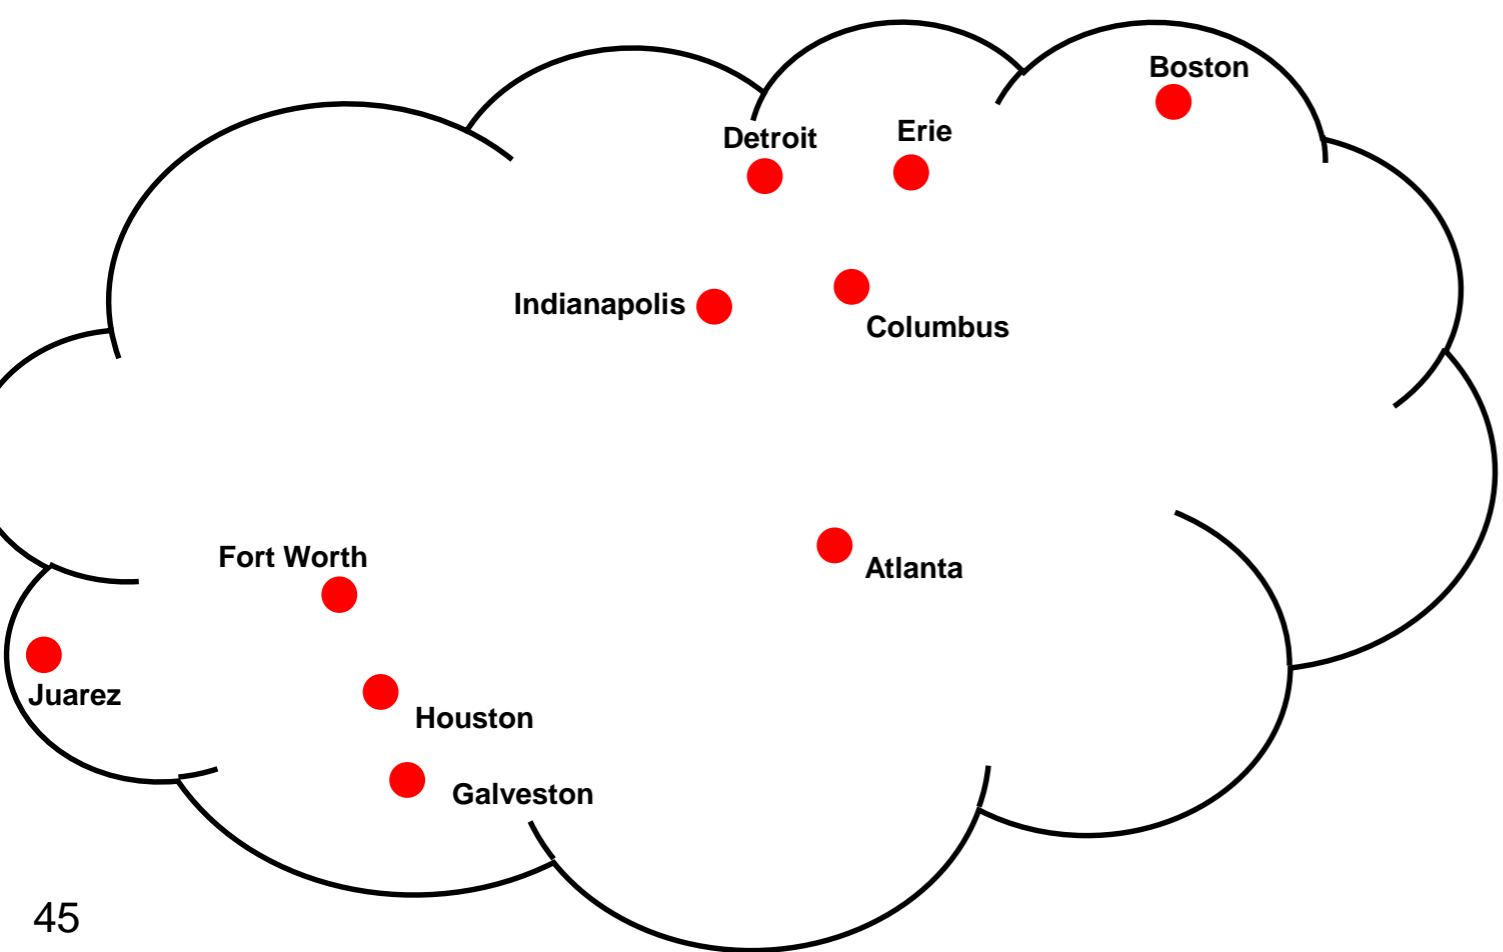 Boston
Detroit
Erie
Indianapolis
Columbus
Fort Worth
Atlanta
Juarez
Houston
Galveston
45